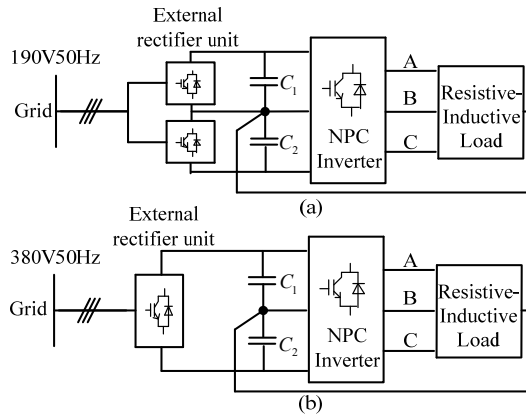 External
rectifier unit
190V50Hz
Grid
C₁
C₂
NPC
Inverter
A
B
C
Resistive-
Inductive
Load
(a)
External
rectifier unit
380V50Hz
Grid
C₁
C₂
NPC
Inverter
A
B
C
Resistive-
Inductive
Load
(b)